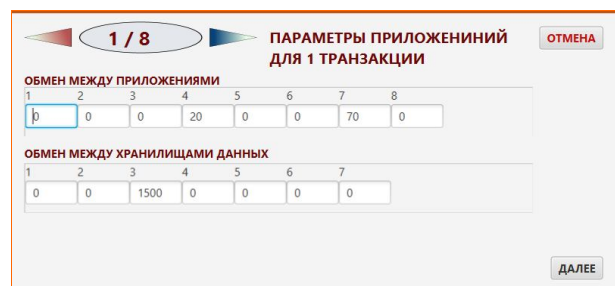 1 / 8
ПАРАМЕТРЫ ПРИЛОЖЕНИНИЙ
ДЛЯ 1 ТРАНЗАКЦИИ
ОТМЕНА
ОБМЕН МЕЖДУ ПРИЛОЖЕНИЯМИ
1 2 3 4 5 6 7 8
0 0 0 20 0 0 70 0
ОБМЕН МЕЖДУ ХРАНИЛИЩАМИ ДАННЫХ
1 2 3 4 5 6 7
0 0 1500 0 0 0 0
ДАЛЕЕ